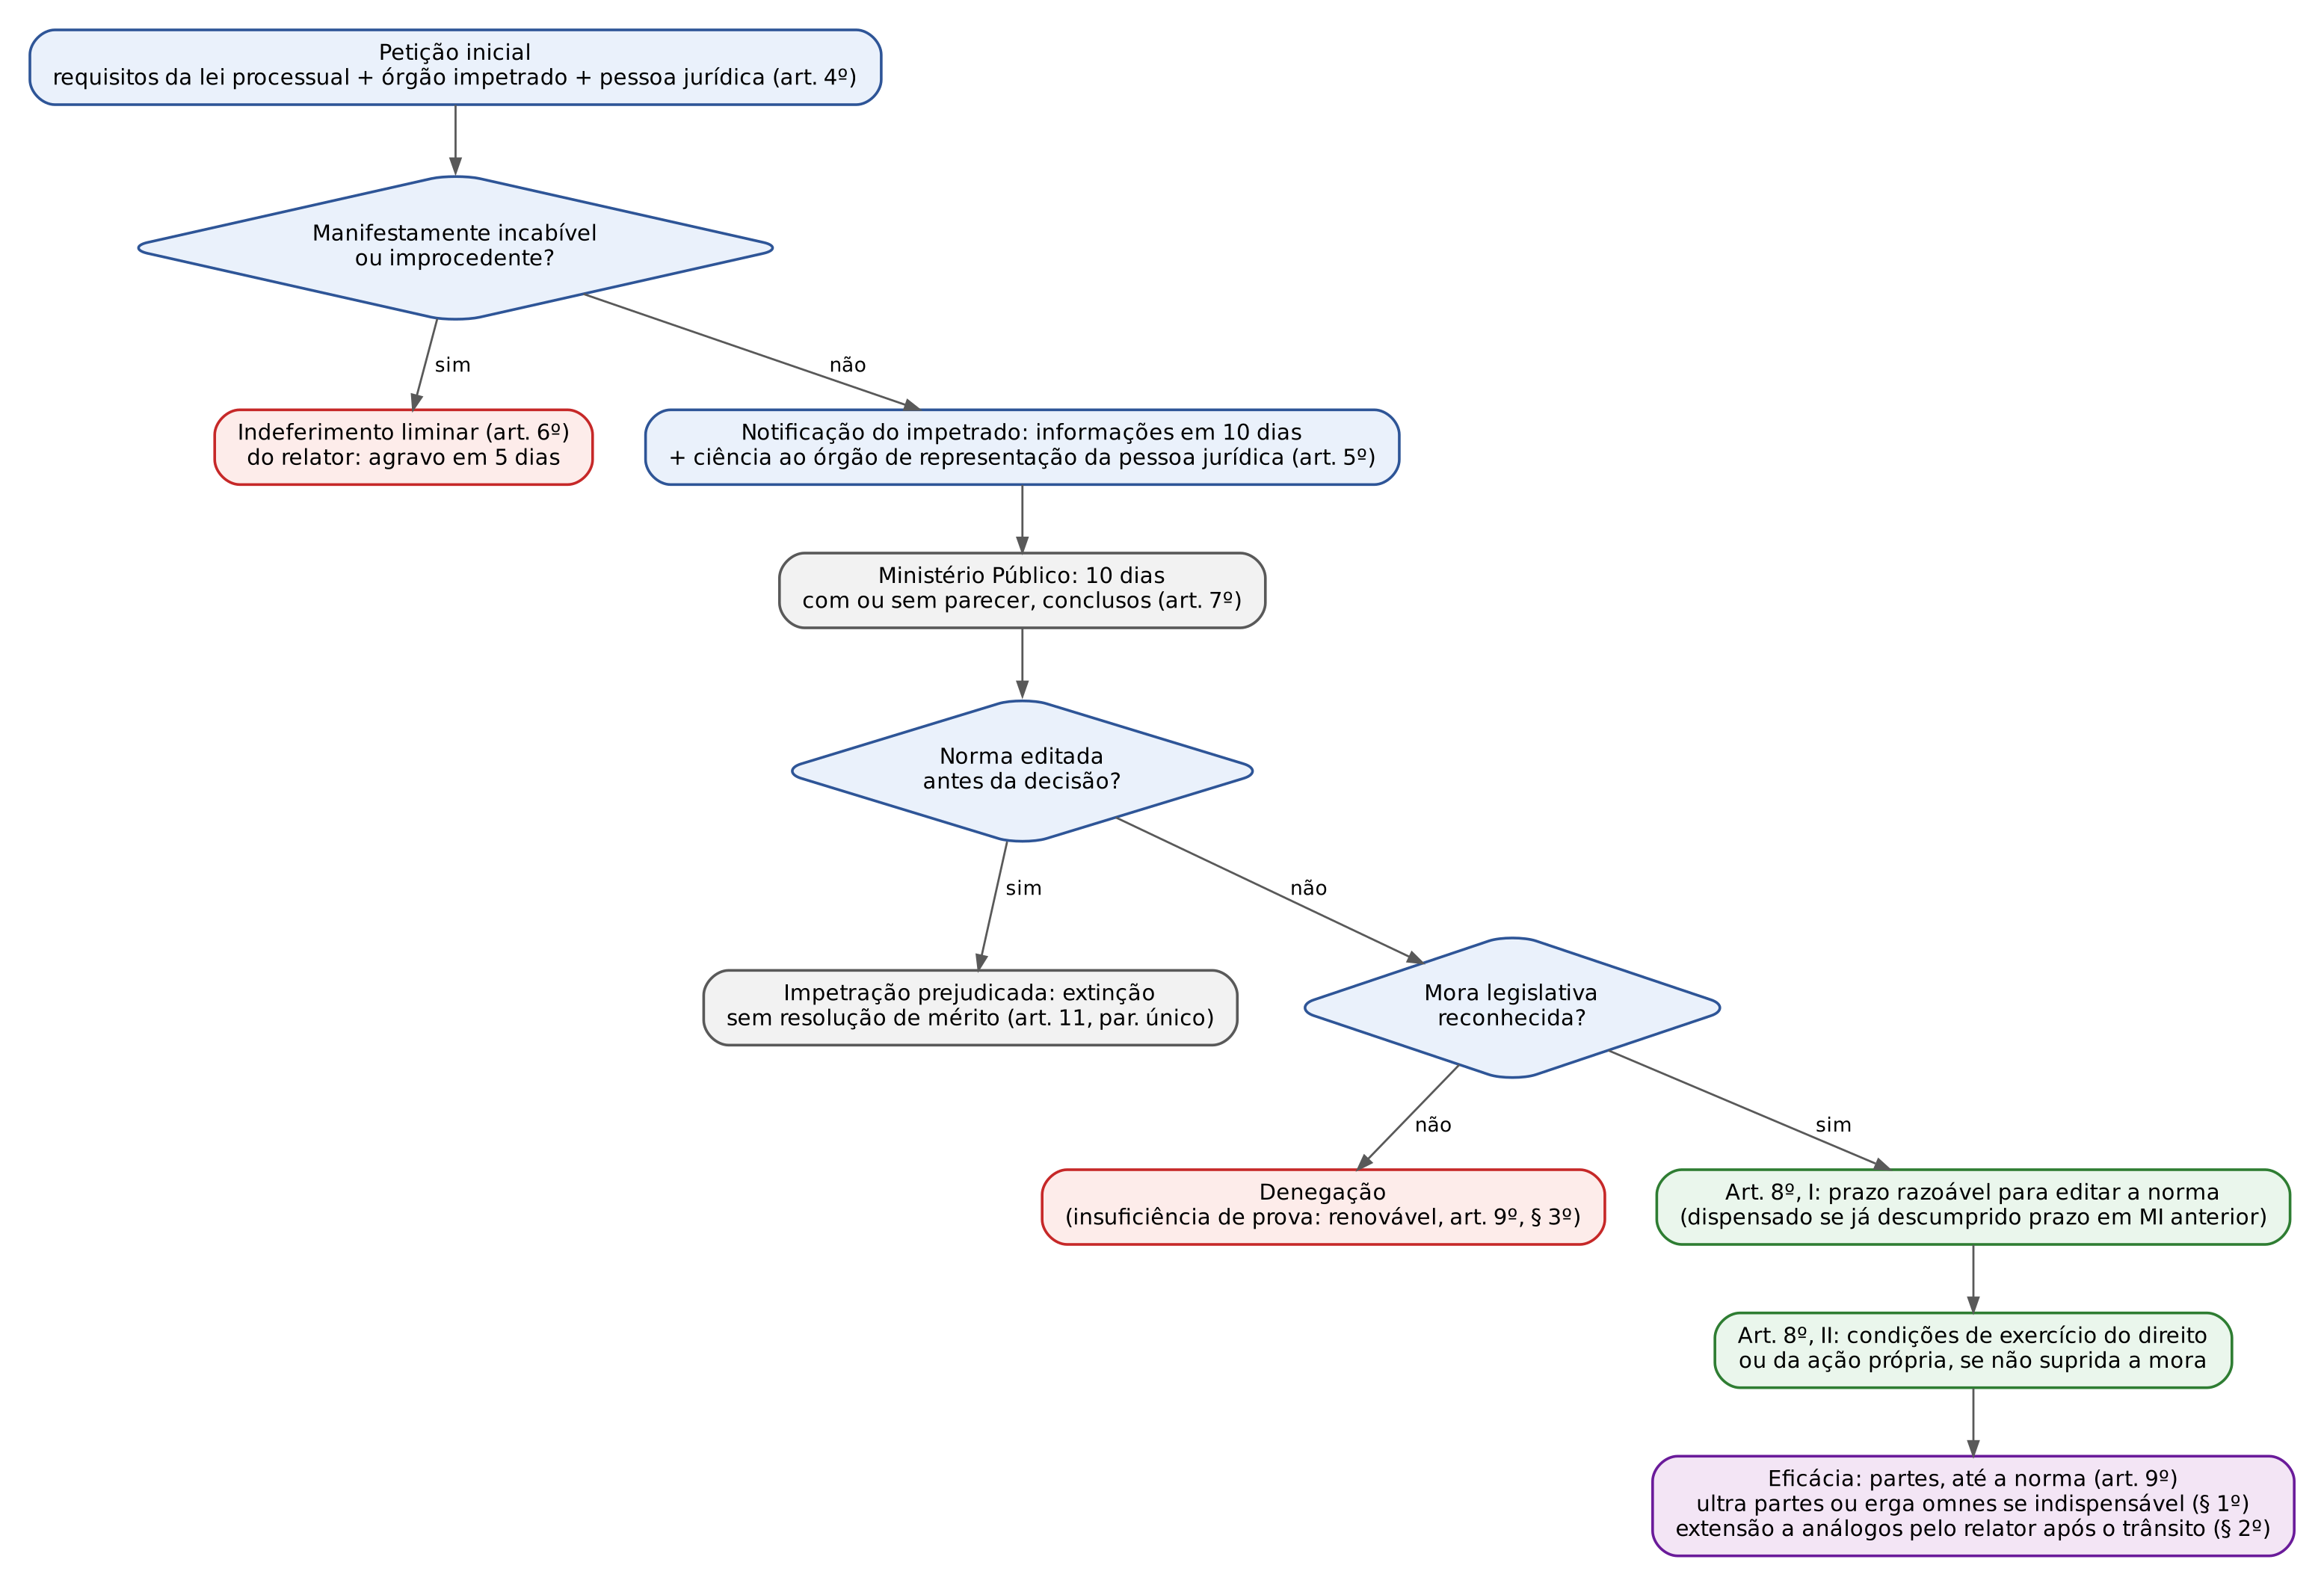 Petição inicial
requisitos da lei processual + órgão impetrado + pessoa jurídica (art. 4º)
Manifestamente incabível
ou improcedente?
sim
não
Indeferimento liminar (art. 6º)
do relator: agravo em 5 dias
Notificação do impetrado: informações em 10 dias
+ ciência ao órgão de representação da pessoa jurídica (art. 5º)
Ministério Público: 10 dias
com ou sem parecer, conclusos (art. 7º)
Norma editada
antes da decisão?
sim
não
Impetração prejudicada: extinção
sem resolução de mérito (art. 11, par. único)
Mora legislativa
reconhecida?
não
sim
Denegação
(insuficiência de prova: renovável, art. 9º, § 3º)
Art. 8º, I: prazo razoável para editar a norma
(dispensado se já descumprido prazo em MI anterior)
Art. 8º, II: condições de exercício do direito
ou da ação própria, se não suprida a mora
Eficácia: partes, até a norma (art. 9º)
ultra partes ou erga omnes se indispensável (§ 1º)
extensão a análogos pelo relator após o trânsito (§ 2º)